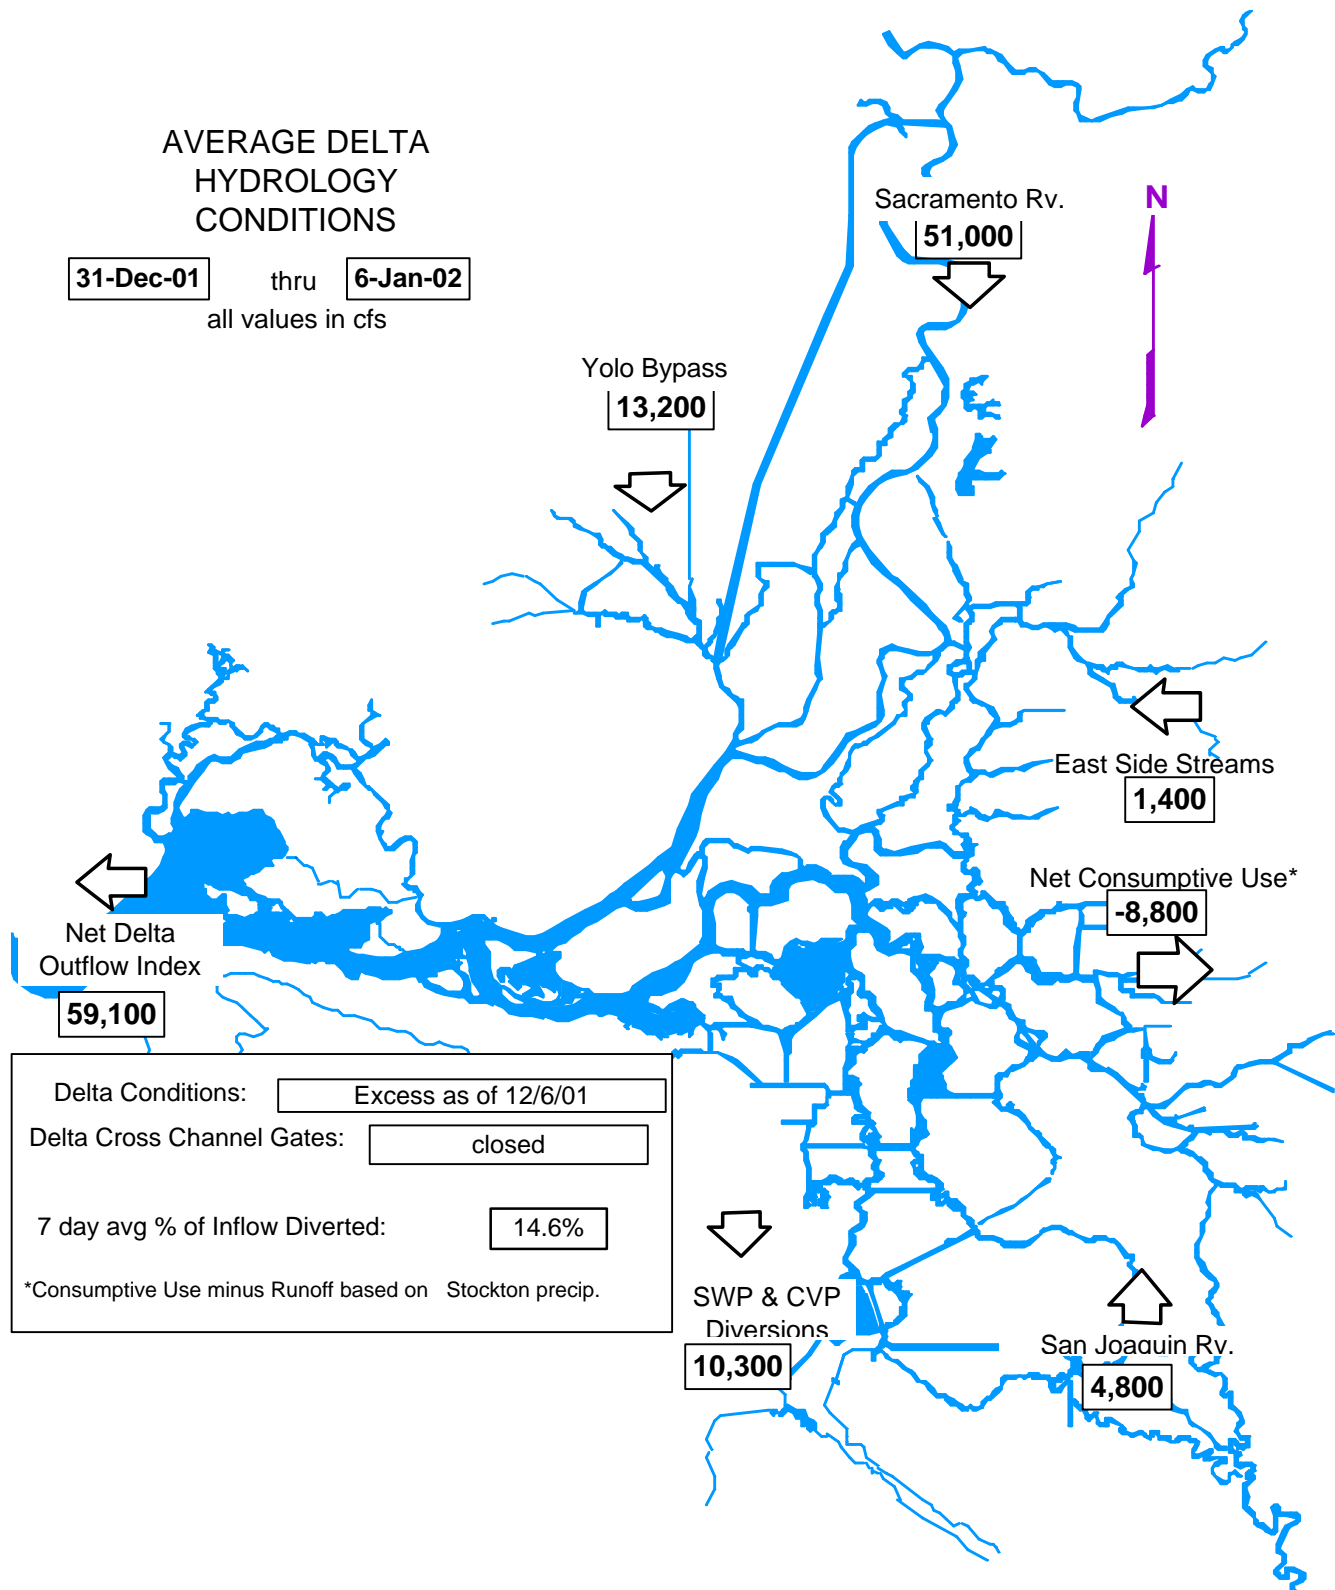 AVERAGE DELTA
HYDROLOGY
CONDITIONS
31-Dec-01 thru 6-Jan-02
all values in cfs
N
Sacramento Rv.
51,000
Yolo Bypass
13,200
East Side Streams
1,400
Net Consumptive Use*
-8,800
Net Delta
Outflow Index
59,100
Delta Conditions: Excess as of 12/6/01
Delta Cross Channel Gates: closed
7 day avg % of Inflow Diverted: 14.6%
*Consumptive Use minus Runoff based on Stockton precip.
SWP & CVP
Diversions
10,300
San Joaquin Rv.
4,800